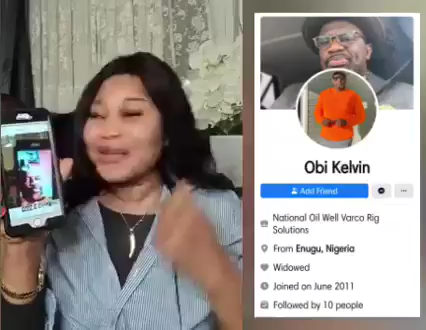 Obi Kelvin
Add Friend
National Oil Well Varco Rig
Solutions
From Enugu, Nigeria
Widowed
Joined on June 2011
Followed by 10 people